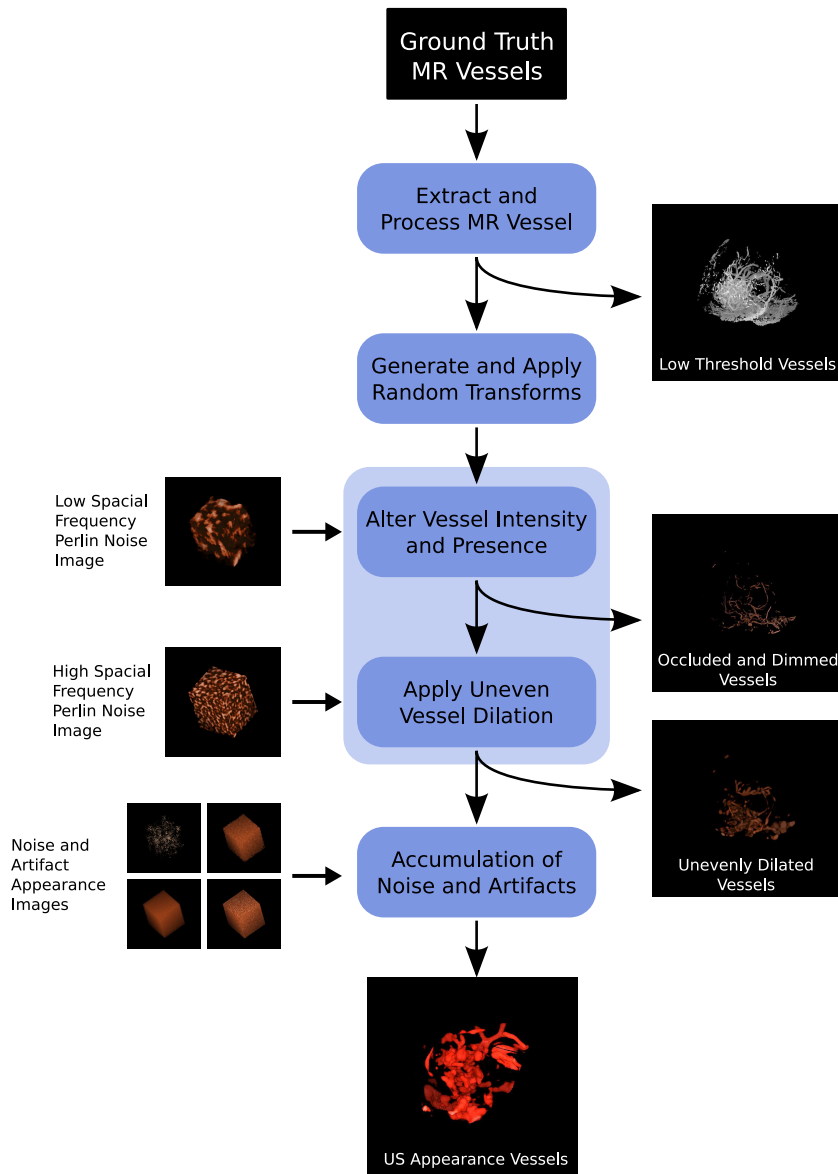 Ground Truth
MR Vessels
Extract and
Process MR Vessel
Low Threshold Vessels
Generate and Apply
Random Transforms
Low Spacial
Frequency
Perlin Noise
Image
Alter Vessel Intensity
and Presence
Occluded and Dimmed
Vessels
High Spacial
Frequency
Perlin Noise
Image
Apply Uneven
Vessel Dilation
Unevenly Dilated
Vessels
Noise and
Artifact
Appearance
Images
Accumulation of
Noise and Artifacts
US Appearance Vessels